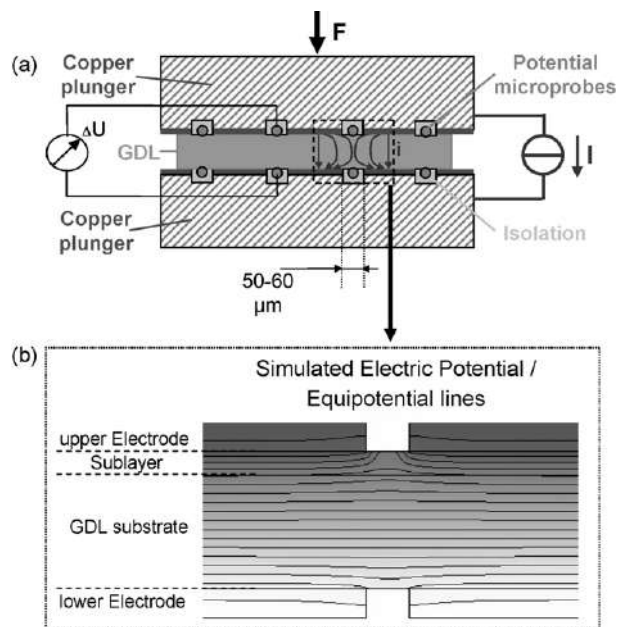 F
(a)
Copper
plunger
Potential
microprobes
ΔU
GDL
i
I
Copper
plunger
Isolation
50-60
µm
(b)
Simulated Electric Potential /
Equipotential lines
upper Electrode
Sublayer
GDL substrate
lower Electrode